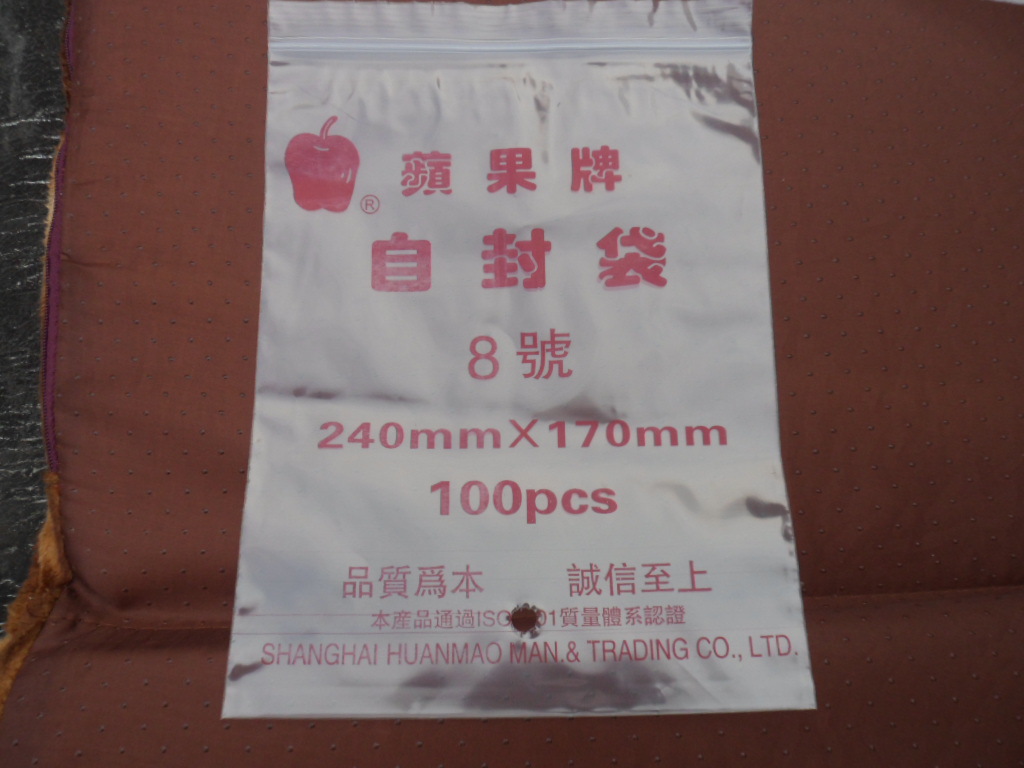 ® 蘋果牌
自封袋
8號
240mm×170mm
100pcs
品質爲本 誠信至上
本産品通過ISO 01質量體系認證
SHANGHAI HUANMAO MAN.& TRADING CO., LTD.